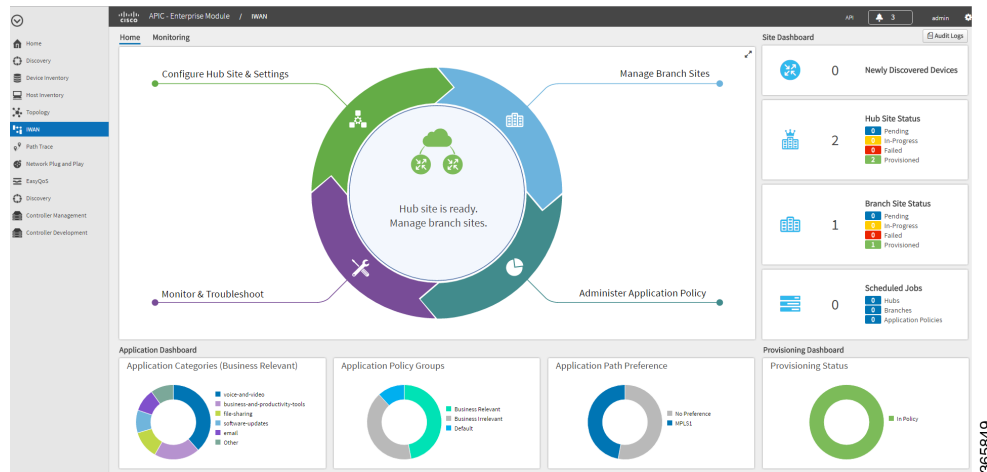 cisco APIC - Enterprise Module / IWAN
API 3 admin
Home
Discovery
Device Inventory
Host Inventory
Topology
IWAN
Path Trace
Network Plug and Play
EasyQoS
Discovery
Controller Management
Controller Development
Home Monitoring
Configure Hub Site & Settings
Manage Branch Sites
Hub site is ready.
Manage branch sites.
Monitor & Troubleshoot
Administer Application Policy
Site Dashboard
Audit Logs
0 Newly Discovered Devices
2
Hub Site Status
0 Pending
0 In-Progress
0 Failed
2 Provisioned
1
Branch Site Status
0 Pending
0 In-Progress
0 Failed
1 Provisioned
0
Scheduled Jobs
0 Hubs
0 Branches
0 Application Policies
Application Dashboard
Application Categories (Business Relevant)
voice-and-video
business-and-productivity-tools
file-sharing
software-updates
email
Other
Application Policy Groups
Business Relevant
Business Irrelevant
Default
Application Path Preference
No Preference
MPLS1
Provisioning Dashboard
Provisioning Status
In Policy
365849